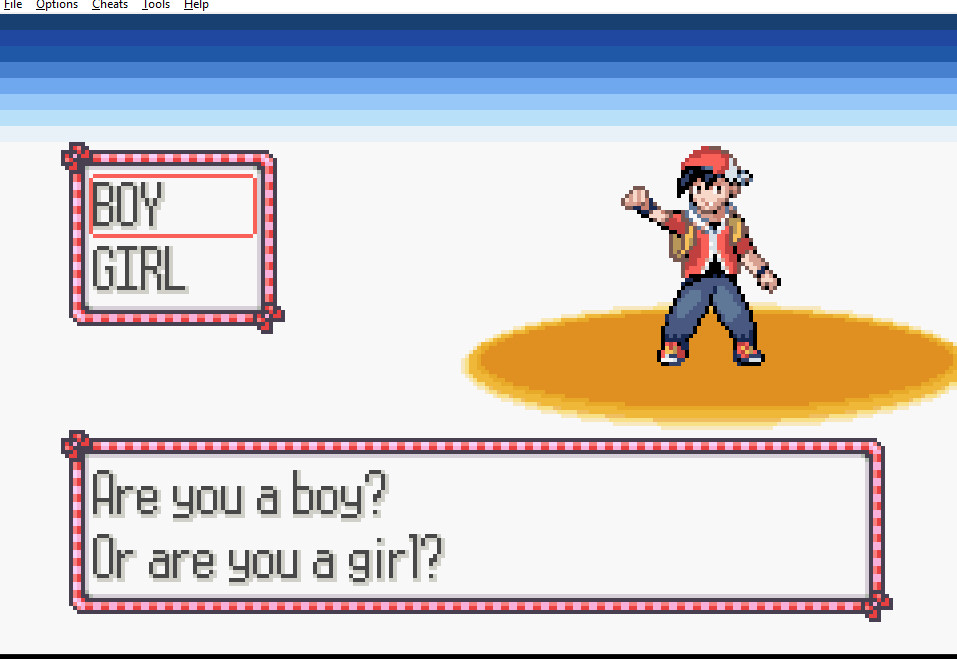 File Options Cheats Tools Help
BOY
GIRL
Are you a boy?
Or are you a girl?